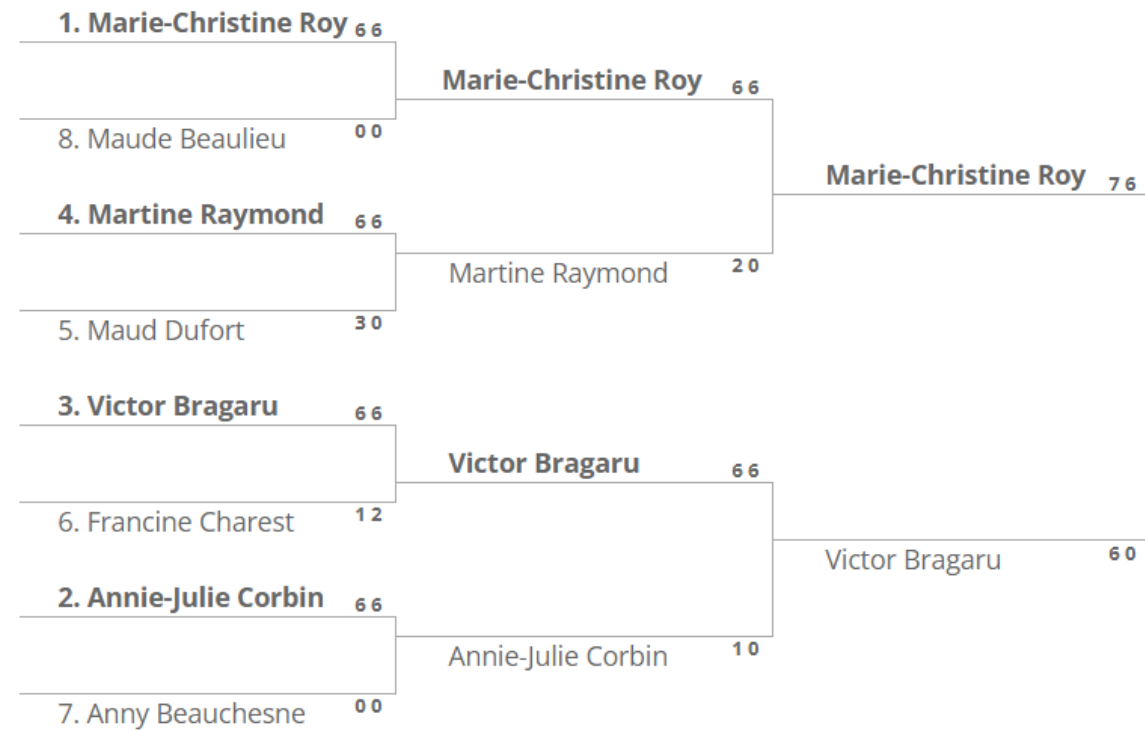 1. Marie-Christine Roy 6 6
Marie-Christine Roy 6 6
8. Maude Beaulieu 0 0
Marie-Christine Roy 7 6
4. Martine Raymond 6 6
Martine Raymond 2 0
5. Maud Dufort 3 0
3. Victor Bragaru 6 6
Victor Bragaru 6 6
6. Francine Charest 1 2
Victor Bragaru 6 0
2. Annie-Julie Corbin 6 6
Annie-Julie Corbin 1 0
7. Anny Beauchesne 0 0